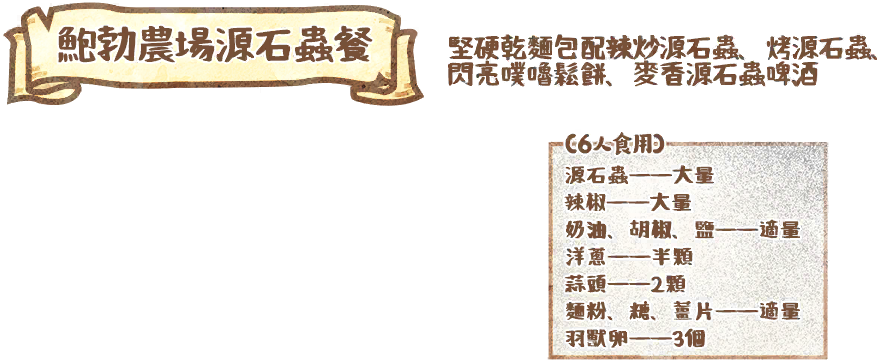 鮑勃農場源石蟲餐
堅硬乾麵包配辣炒源石蟲、烤源石蟲、
閃亮噗嚕鬆餅、麥香源石蟲啤酒
(6人食用)
源石蟲——大量
辣椒——大量
奶油、胡椒、鹽——適量
洋蔥——半顆
蒜頭——2顆
麵粉、糖、薑片——適量
羽獸卵——3個